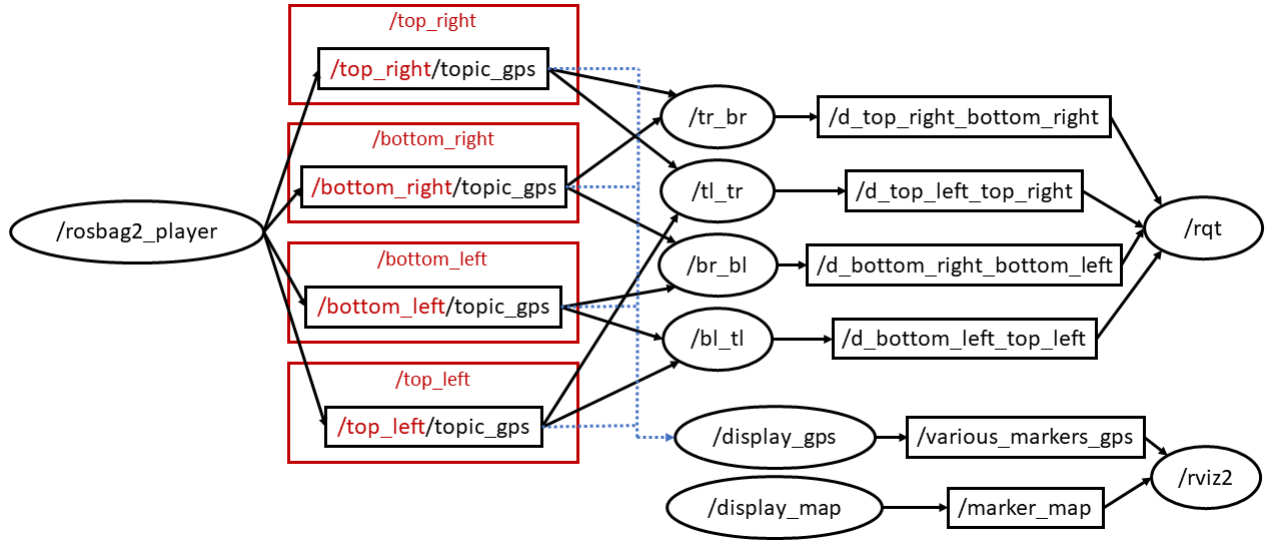 /top_right
/top_right/topic_gps
/bottom_right
/bottom_right/topic_gps
/rosbag2_player
/bottom_left
/bottom_left/topic_gps
/top_left
/top_left/topic_gps
/tr_br
/d_top_right_bottom_right
/tl_tr
/d_top_left_top_right
/rqt
/br_bl
/d_bottom_right_bottom_left
/bl_tl
/d_bottom_left_top_left
/display_gps
/various_markers_gps
/rviz2
/display_map
/marker_map